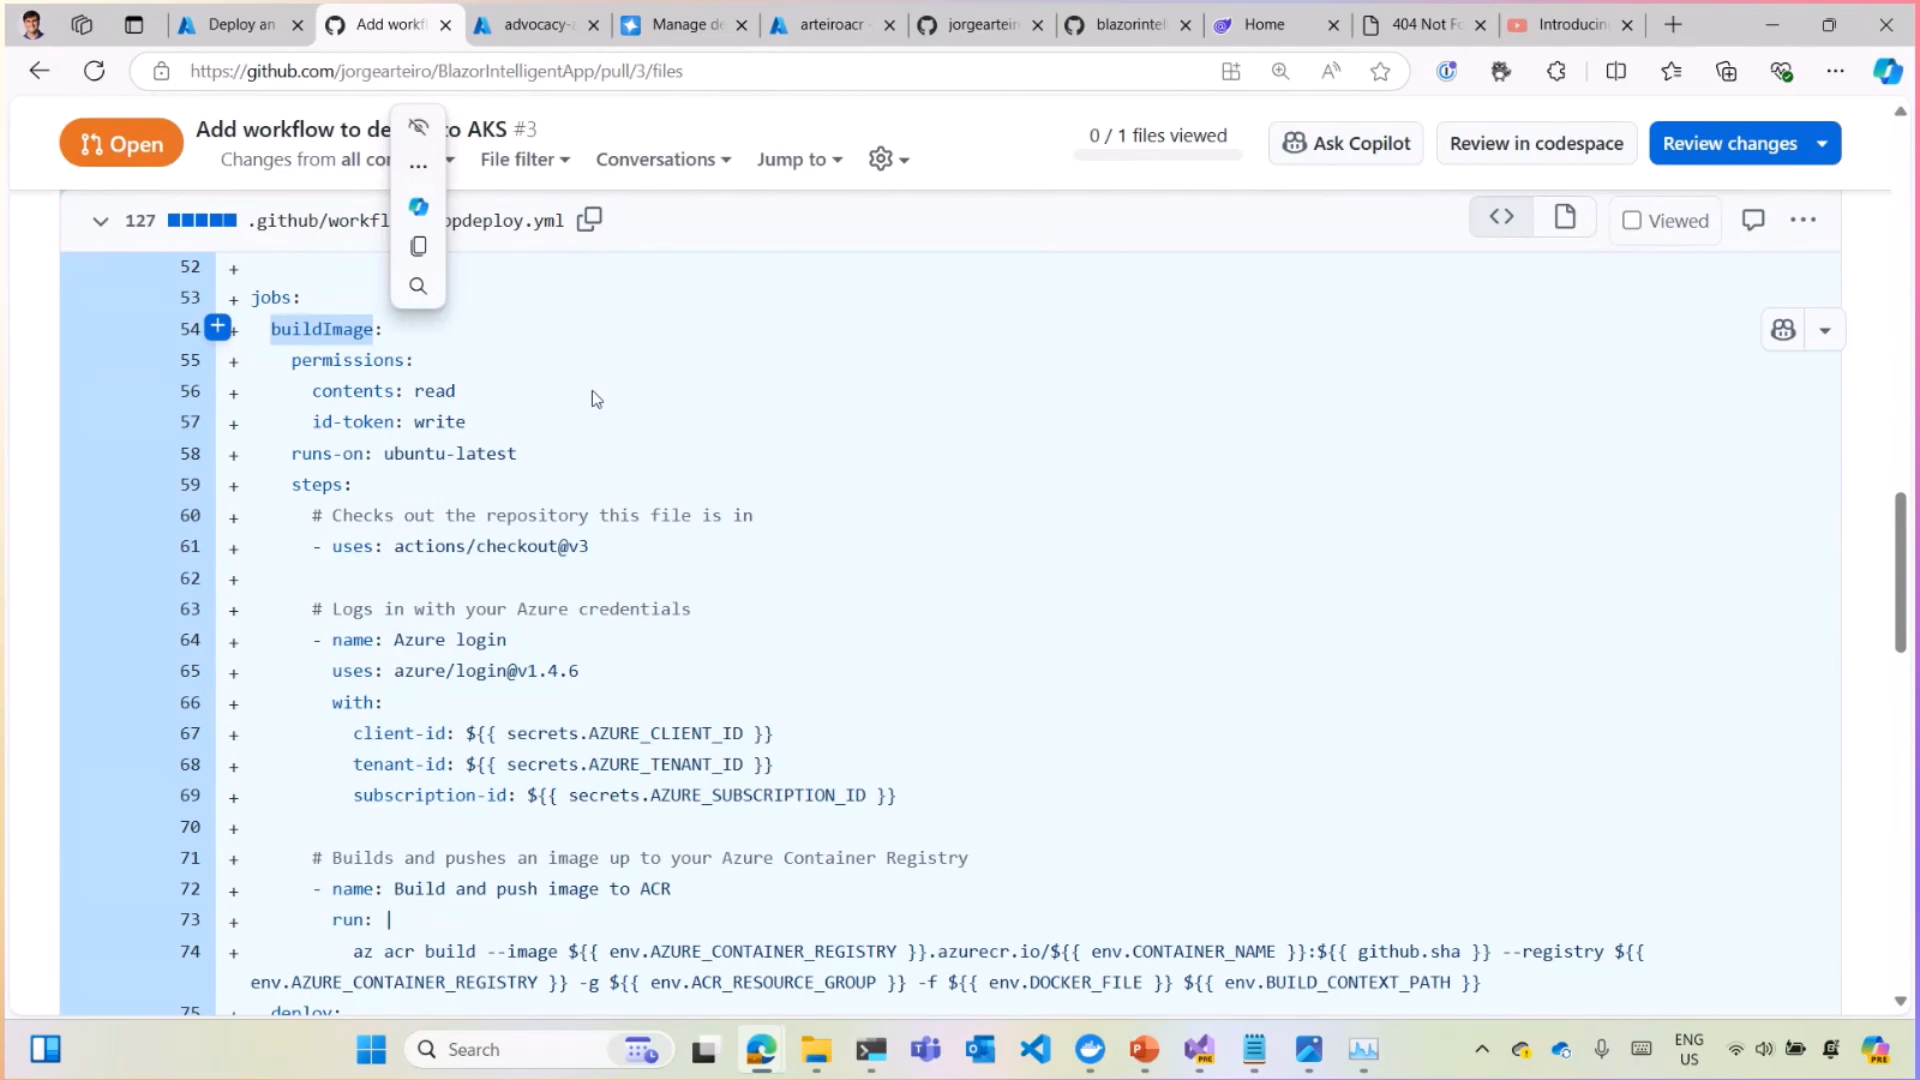 Deploy an
Add workfl
advocacy-a
Manage de
arteiroacr -
jorgearteir
blazorintel
Home
404 Not Fo
Introducin
https://github.com/jorgearteiro/BlazorIntelligentApp/pull/3/files
Open
Add workflow to de o AKS #3
Changes from all cor
File filter
Conversations
Jump to
0 / 1 files viewed
Ask Copilot
Review in codespace
Review changes
127 .github/workfl ppdeploy.yml
Viewed
52 +
53 + jobs:
54 + buildImage:
55 + permissions:
56 + contents: read
57 + id-token: write
58 + runs-on: ubuntu-latest
59 + steps:
60 + # Checks out the repository this file is in
61 + - uses: actions/checkout@v3
62 +
63 + # Logs in with your Azure credentials
64 + - name: Azure login
65 + uses: azure/login@v1.4.6
66 + with:
67 + client-id: ${{ secrets.AZURE_CLIENT_ID }}
68 + tenant-id: ${{ secrets.AZURE_TENANT_ID }}
69 + subscription-id: ${{ secrets.AZURE_SUBSCRIPTION_ID }}
70 +
71 + # Builds and pushes an image up to your Azure Container Registry
72 + - name: Build and push image to ACR
73 + run: |
74 + az acr build --image ${{ env.AZURE_CONTAINER_REGISTRY }}.azurecr.io/${{ env.CONTAINER_NAME }}:${{ github.sha }} --registry ${{
env.AZURE_CONTAINER_REGISTRY }} -g ${{ env.ACR_RESOURCE_GROUP }} -f ${{ env.DOCKER_FILE }} ${{ env.BUILD_CONTEXT_PATH }}
75 + deploy:
Search
ENG
US